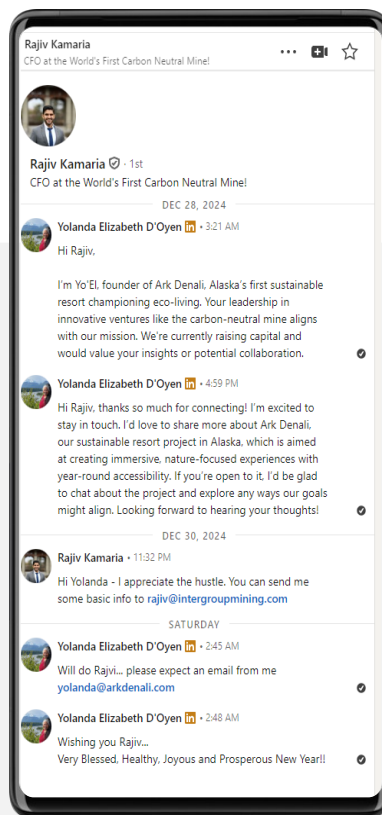 Rajiv Kamaria
CFO at the World's First Carbon Neutral Mine!
Rajiv Kamaria · 1st
CFO at the World's First Carbon Neutral Mine!
DEC 28, 2024
Yolanda Elizabeth D'Oyen in • 3:21 AM
Hi Rajiv,
I'm Yo'El, founder of Ark Denali, Alaska's first sustainable
resort championing eco-living. Your leadership in
innovative ventures like the carbon-neutral mine aligns
with our mission. We're currently raising capital and
would value your insights or potential collaboration.
Yolanda Elizabeth D'Oyen in • 4:59 PM
Hi Rajiv, thanks so much for connecting! I'm excited to
stay in touch. I'd love to share more about Ark Denali,
our sustainable resort project in Alaska, which is aimed
at creating immersive, nature-focused experiences with
year-round accessibility. If you're open to it, I'd be glad
to chat about the project and explore any ways our goals
might align. Looking forward to hearing your thoughts!
DEC 30, 2024
Rajiv Kamaria • 11:32 PM
Hi Yolanda - I appreciate the hustle. You can send me
some basic info to rajiv@intergroupmining.com
SATURDAY
Yolanda Elizabeth D'Oyen in • 2:45 AM
Will do Rajvi... please expect an email from me
yolanda@arkdenali.com
Yolanda Elizabeth D'Oyen in • 2:48 AM
Wishing you Rajiv...
Very Blessed, Healthy, Joyous and Prosperous New Year!!